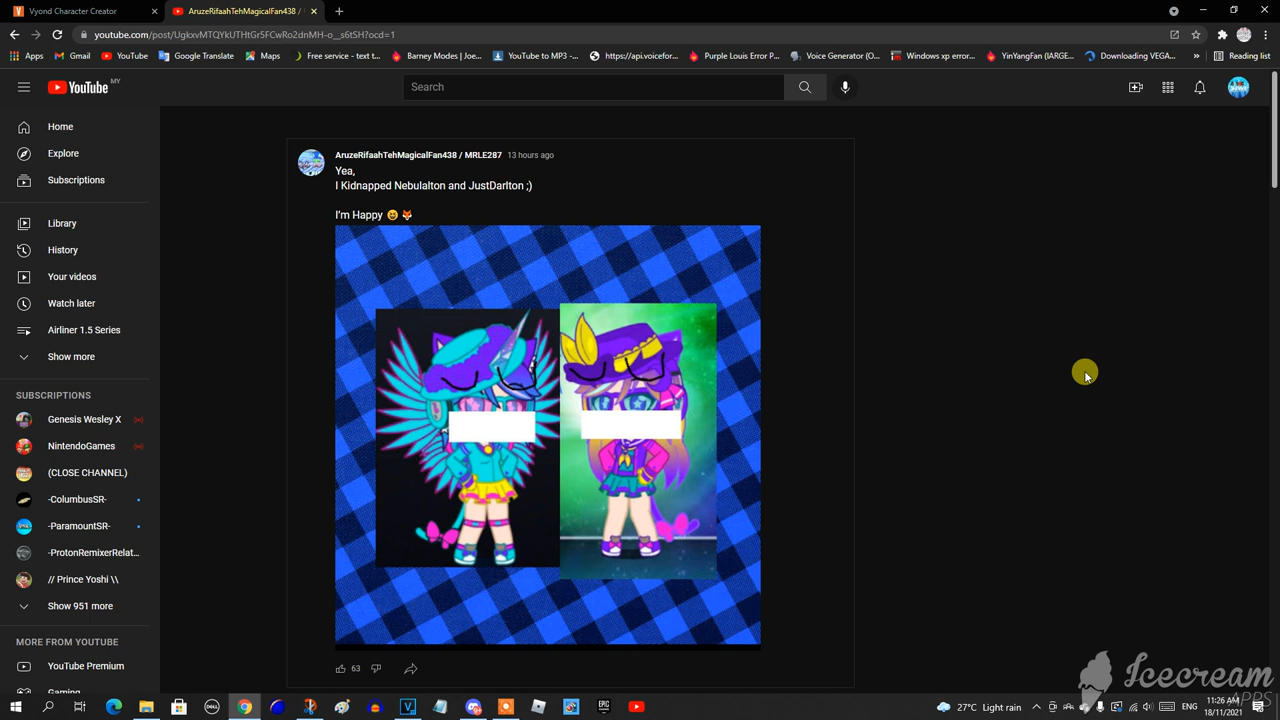 Vyond Character Creator
AruzeRifaahTehMagicalFan438 /
youtube.com/post/UgkxvMTQYkUTHtGr5FCwRo2dnMH-o__s6tSH?ocd=1
Apps Gmail YouTube Google Translate Maps Free service - text t... Barney Modes | Joe... YouTube to MP3 -... https://api.voicefor... Purple Louis Error P... Voice Generator (O... Windows xp error... YinYangFan (IARGE... Downloading VEGA... » Reading list
YouTube MY
Search
Home
Explore
Subscriptions
Library
History
Your videos
Watch later
Airliner 1.5 Series
Show more
SUBSCRIPTIONS
Genesis Wesley X
NintendoGames
(CLOSE CHANNEL)
-ColumbusSR-
-ParamountSR-
-ProtonRemixerRelat...
// Prince Yoshi \\
Show 951 more
MORE FROM YOUTUBE
YouTube Premium
Gaming
AruzeRifaahTehMagicalFan438 / MRLE287 13 hours ago
Yea,
I Kidnapped Nebulalton and JustDarlton ;)
I'm Happy 😆 🦊
63
Icecream
APPS
DELL
EPIC GAMES
27°C Light rain
ENG
11:26 AM
18/11/2021